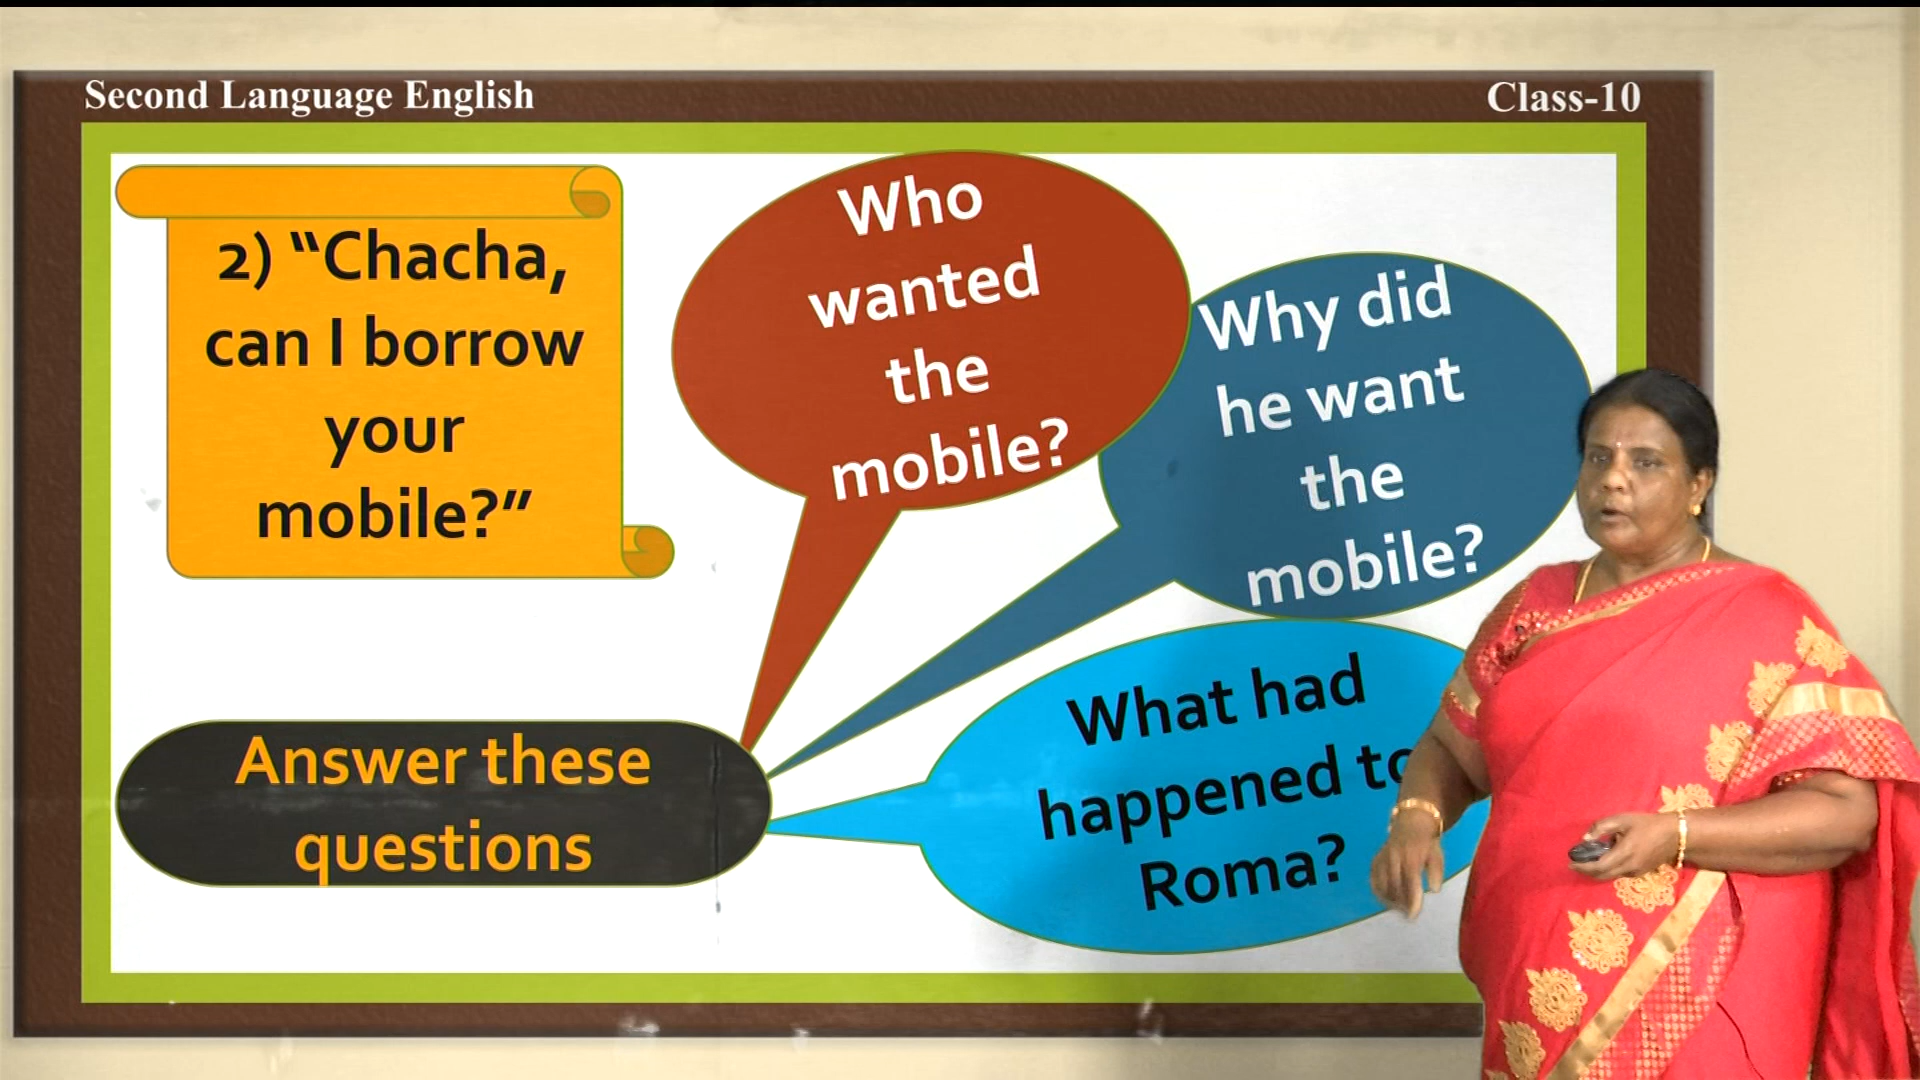 Second Language English
Class-10
2) “Chacha,
can I borrow
your
mobile?”
Who
wanted
the
mobile?
Why did
he want
the
mobile?
What had
happened to
Roma?
Answer these
questions